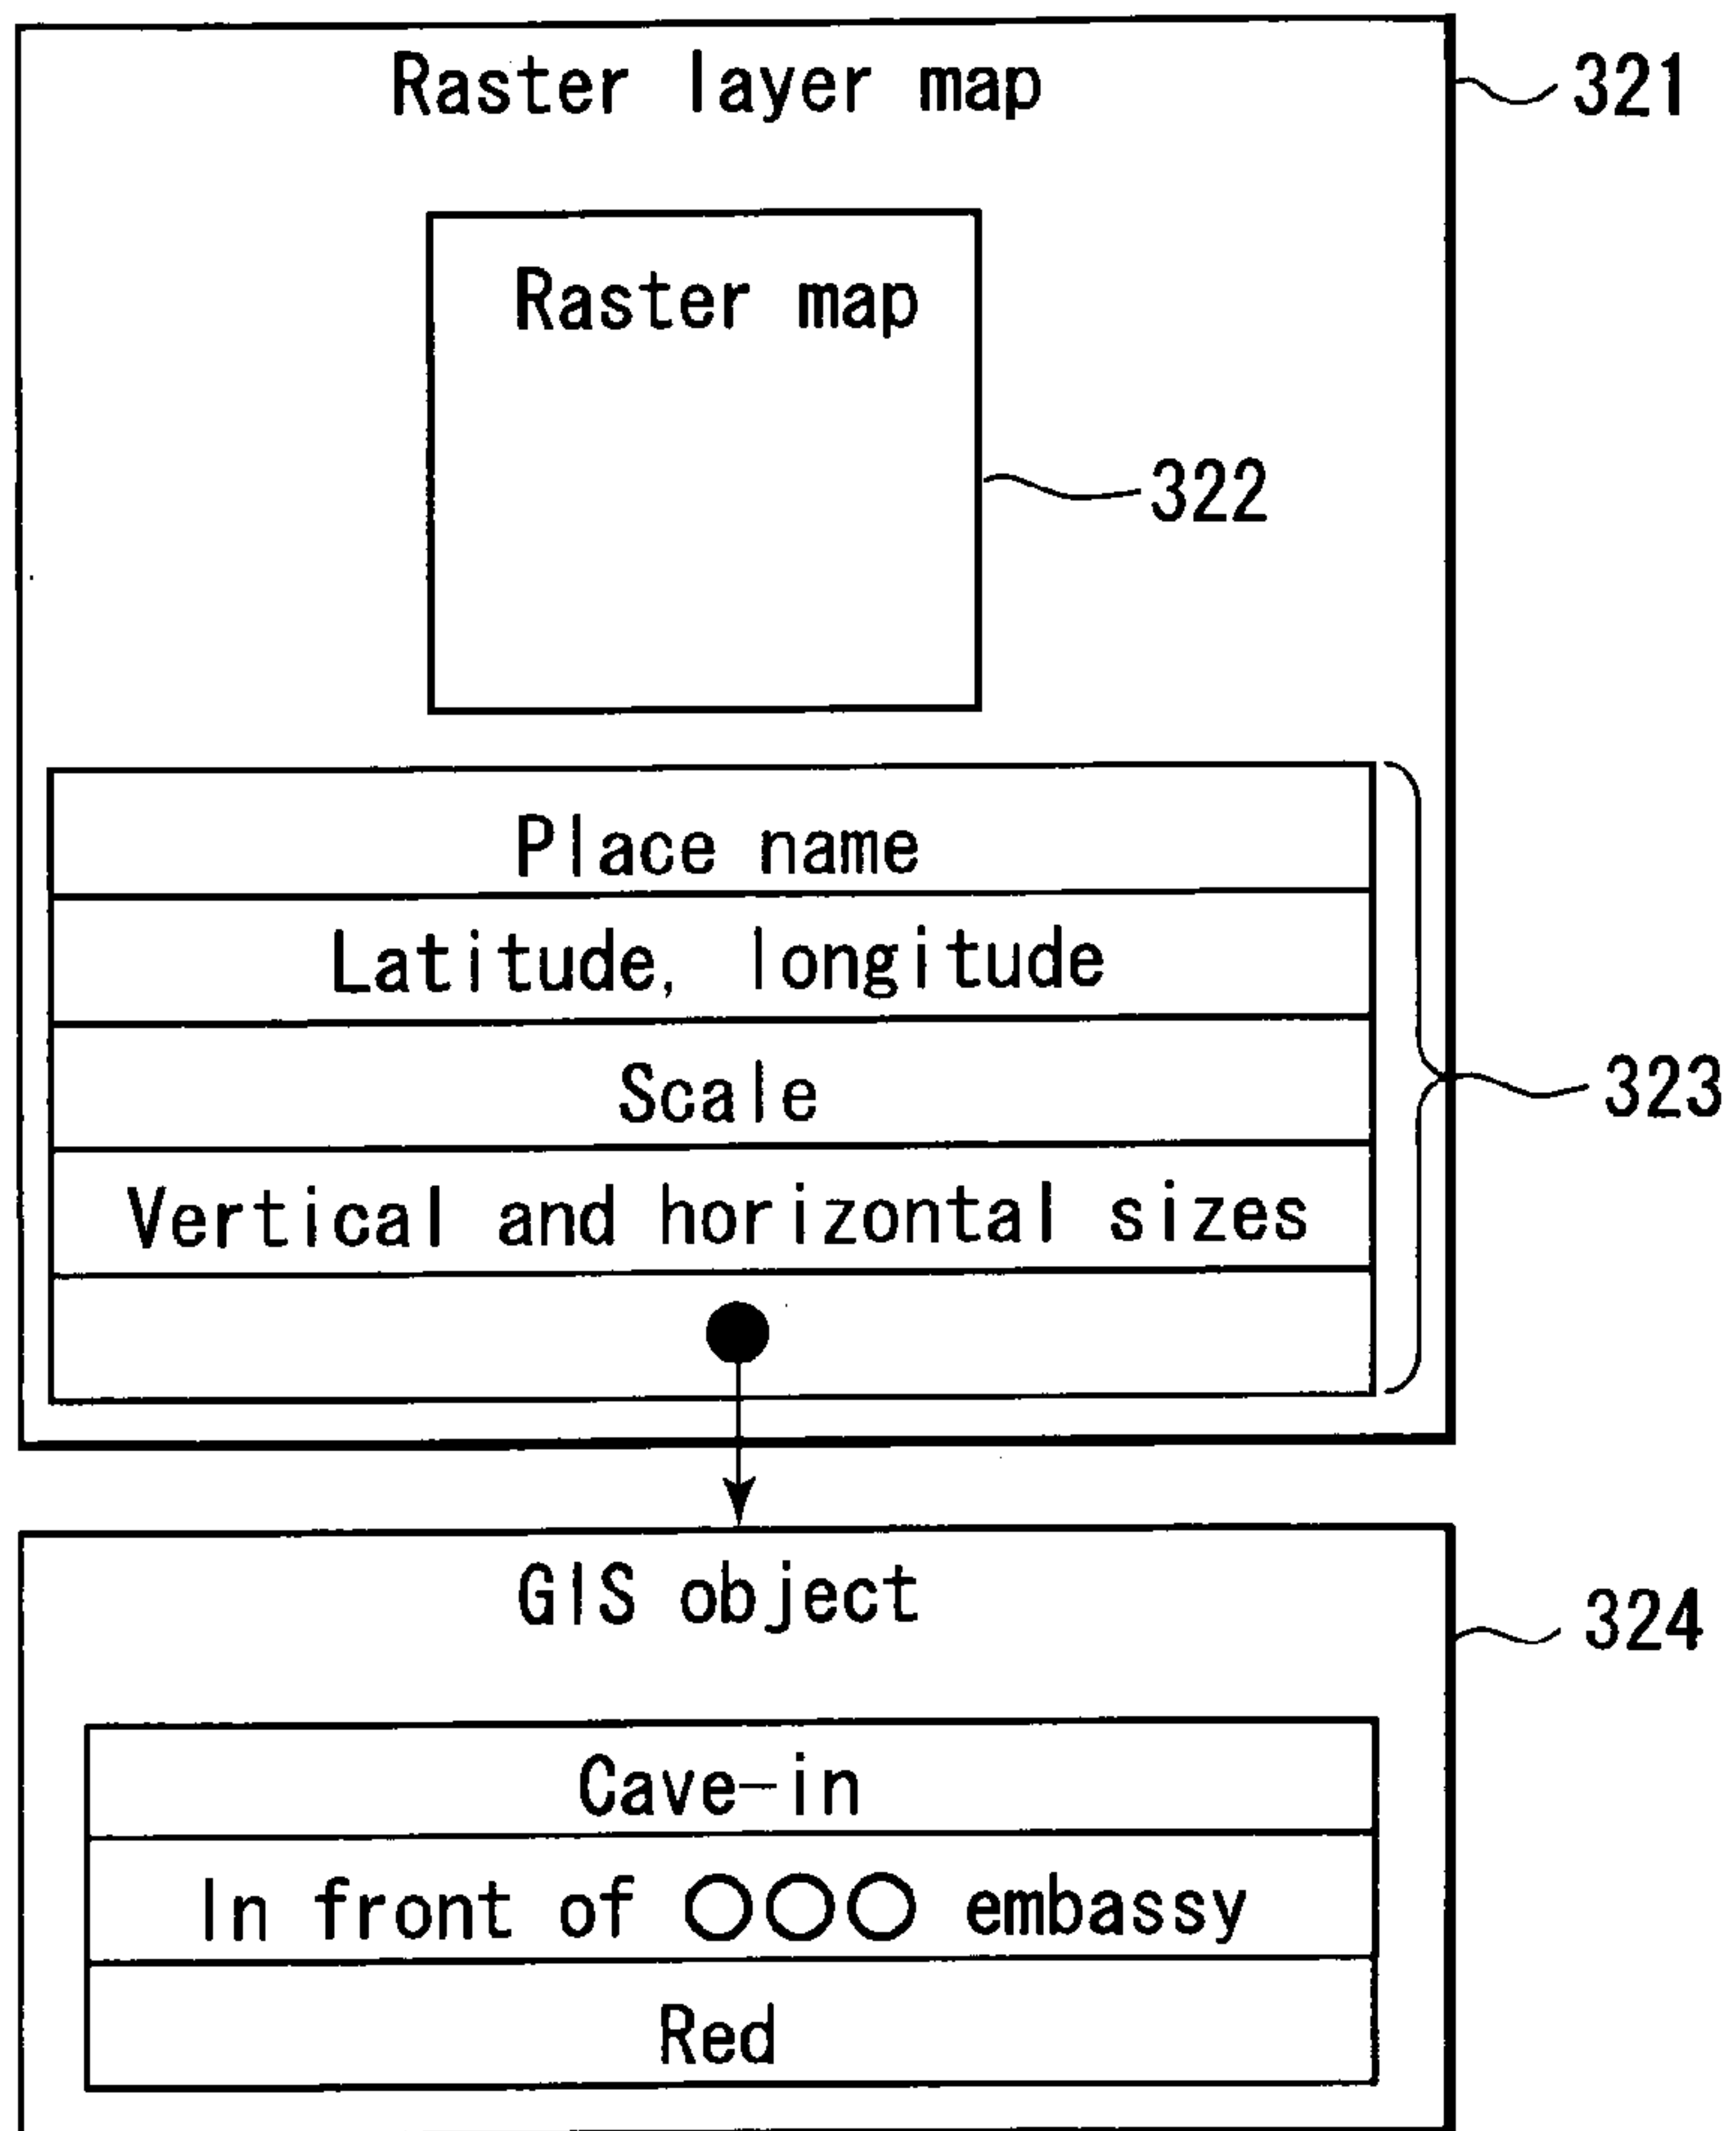 Raster layer map
321
Raster map
322
Place name
Latitude, longitude
Scale
323
Vertical and horizontal sizes
GIS object
324
Cave-in
In front of ○○○ embassy
Red